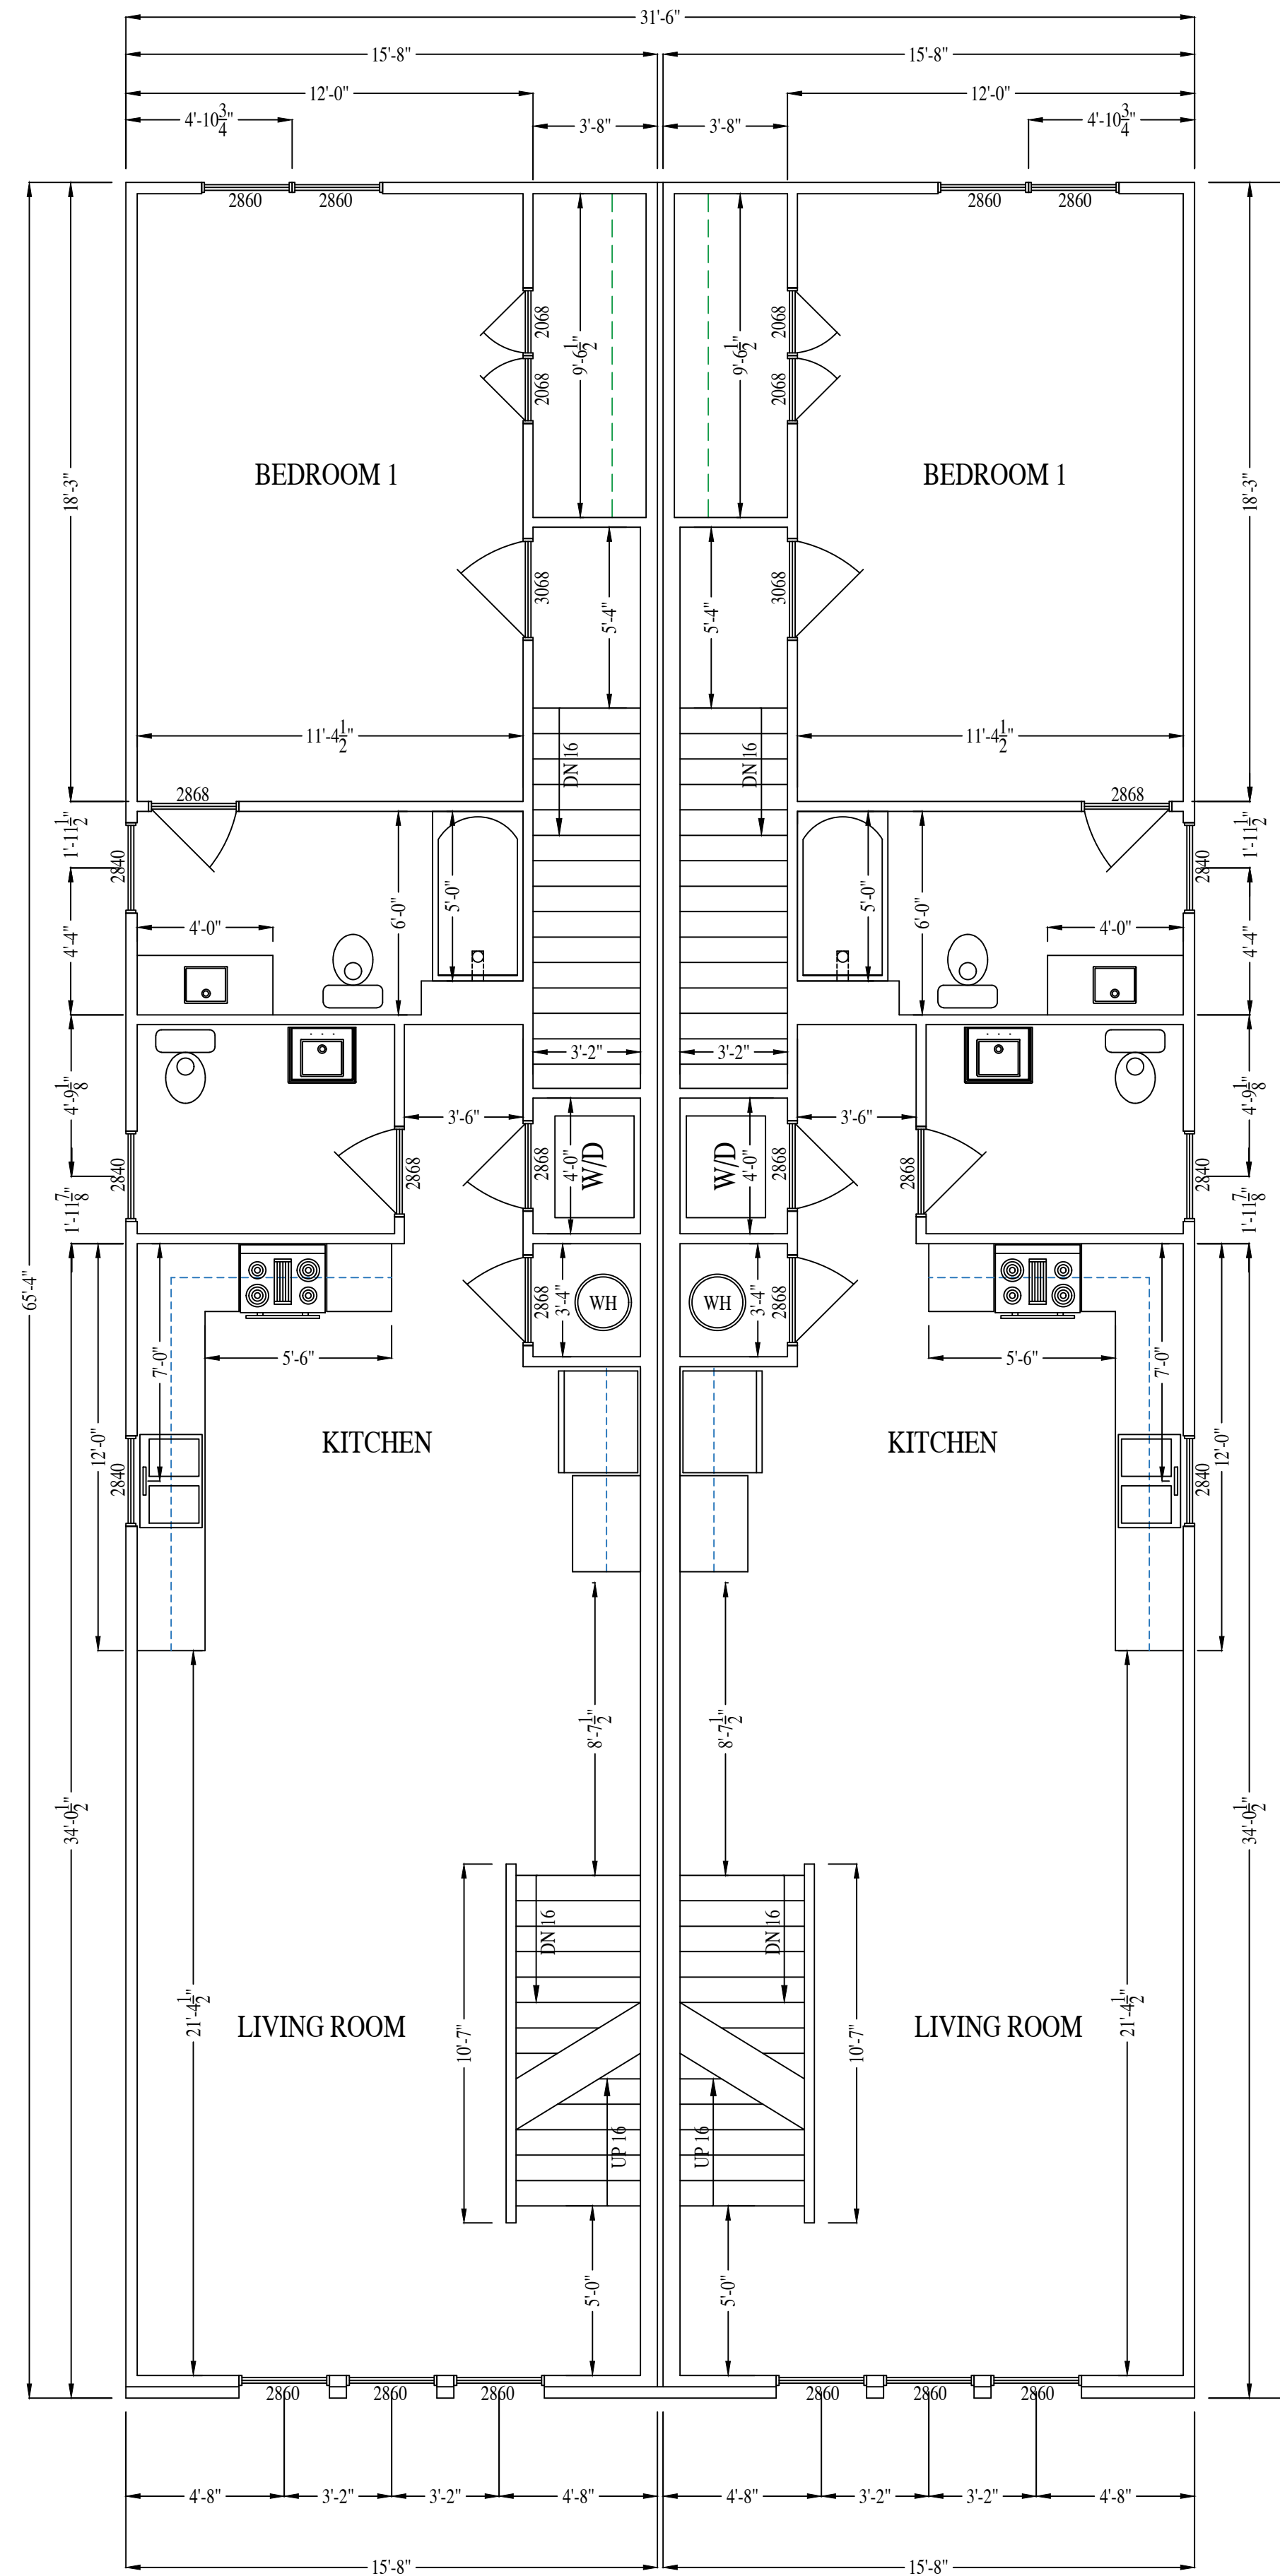 31'-6"
15'-8" 15'-8"
12'-0" 12'-0"
4'-10 3/4" 3'-8" 3'-8" 4'-10 3/4"
2860 2860 2860 2860
2068 2068
9'-6 1/2" 9'-6 1/2"
2068 2068
BEDROOM 1 BEDROOM 1
18'-3" 18'-3"
3068 3068
5'-4" 5'-4"
11'-4 1/2" 11'-4 1/2"
DN 16 DN 16
2868 2868
1'-11 1/2" 1'-11 1/2"
2840 2840
5'-0" 5'-0"
6'-0" 6'-0"
4'-0" 4'-0"
4'-4" 4'-4"
3'-2" 3'-2"
4'-9 1/8" 4'-9 1/8"
3'-6" 3'-6"
2868 2868 4'-0" W/D W/D 4'-0" 2868 2868
2840 2840
1'-11 7/8" 1'-11 7/8"
65'-4"
2868 3'-4" WH WH 3'-4" 2868
5'-6" 5'-6"
7'-0" 7'-0"
KITCHEN KITCHEN
12'-0" 12'-0"
2840 2840
8'-7 1/2" 8'-7 1/2"
34'-0 1/2" 34'-0 1/2"
DN 16 DN 16
21'-4 1/2" 21'-4 1/2"
LIVING ROOM LIVING ROOM
10'-7" 10'-7"
UP 16 UP 16
5'-0" 5'-0"
2860 2860 2860 2860 2860 2860
4'-8" 3'-2" 3'-2" 4'-8" 4'-8" 3'-2" 3'-2" 4'-8"
15'-8" 15'-8"